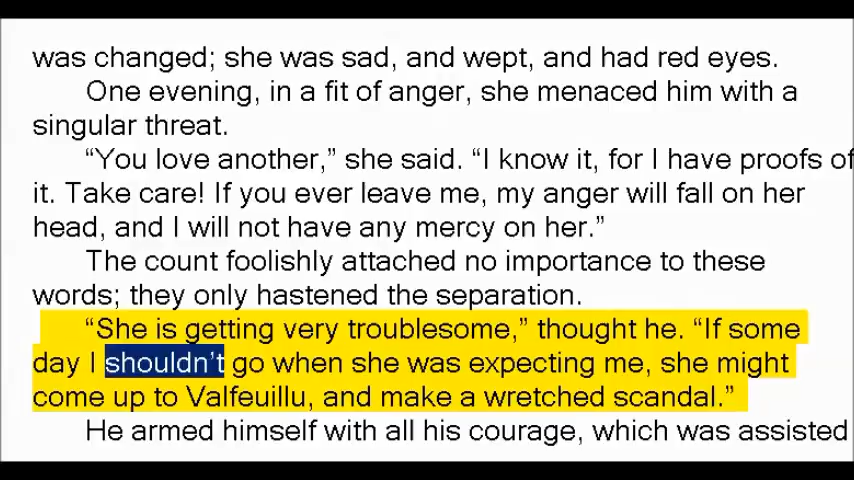 was changed; she was sad, and wept, and had red eyes.
One evening, in a fit of anger, she menaced him with a
singular threat.
“You love another,” she said. “I know it, for I have proofs of
it. Take care! If you ever leave me, my anger will fall on her
head, and I will not have any mercy on her.”
The count foolishly attached no importance to these
words; they only hastened the separation.
“She is getting very troublesome,” thought he. “If some
day I shouldn’t go when she was expecting me, she might
come up to Valfeuillu, and make a wretched scandal.”
He armed himself with all his courage, which was assisted